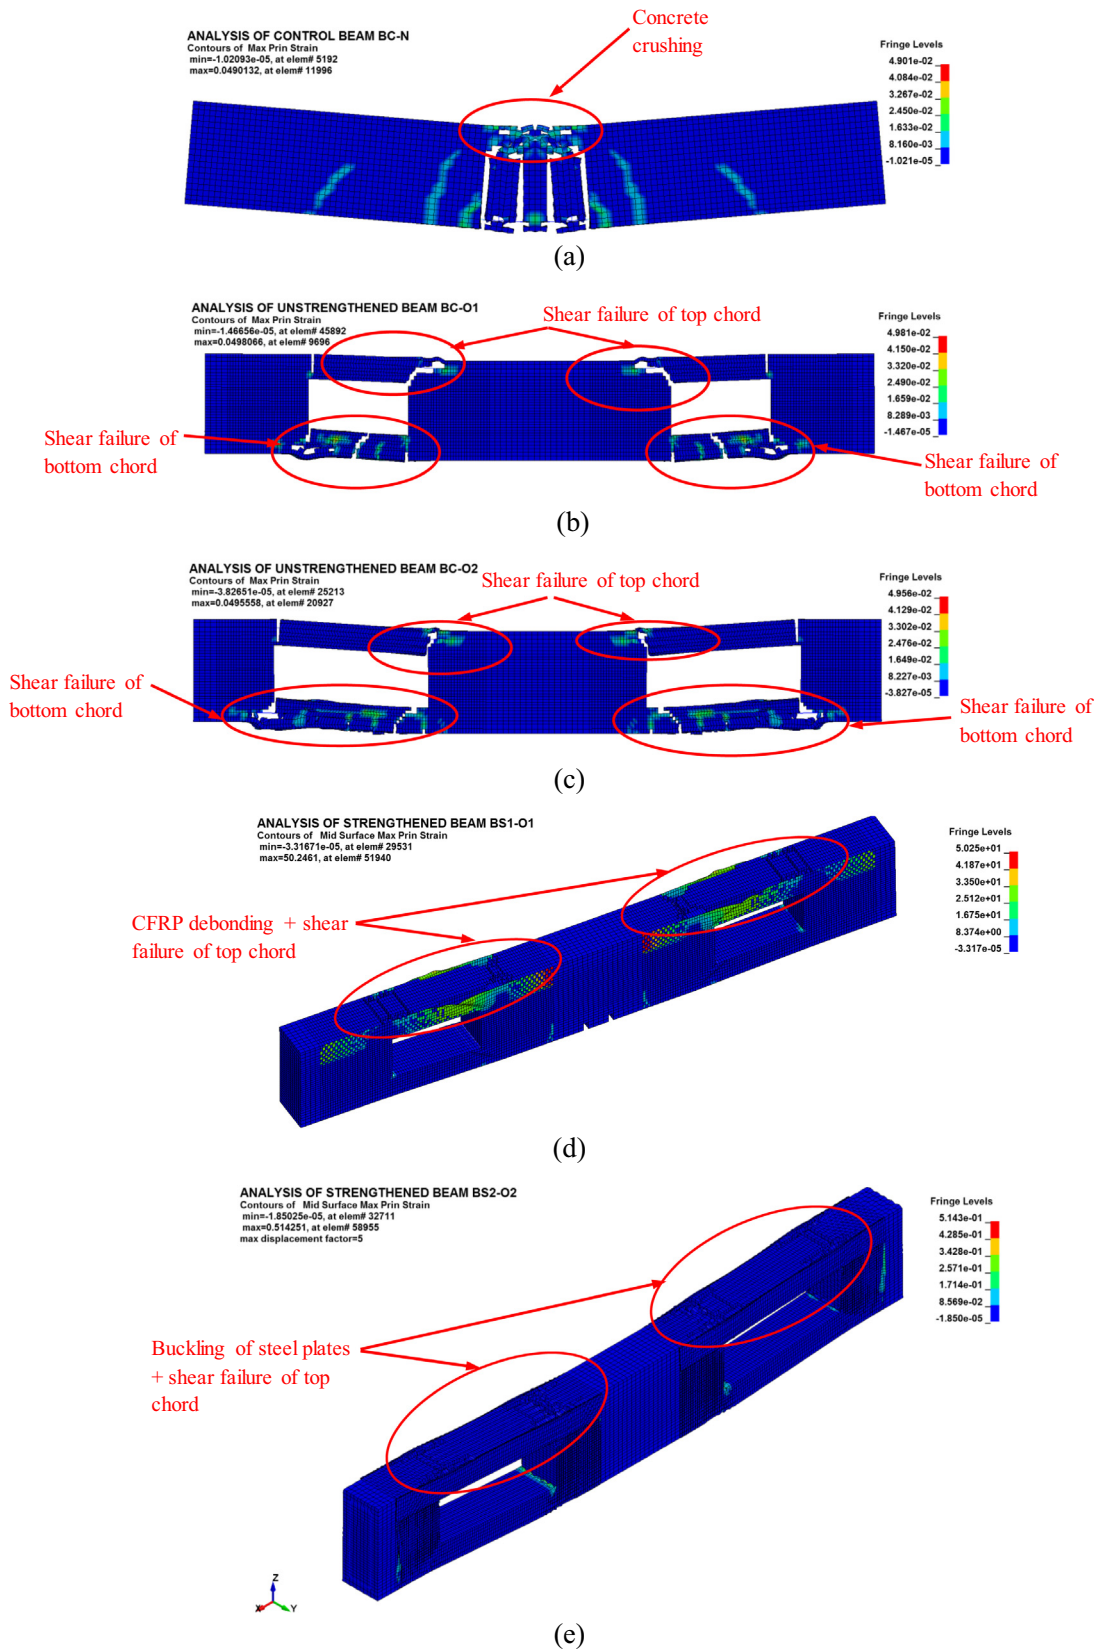 Concrete
crushing
ANALYSIS OF CONTROL BEAM BC-N
Contours of Max Prin Strain
min=-1.02093e-05, at elem# 5192
max=0.0490132, at elem# 11996
Fringe Levels
4.901e-02
4.084e-02
3.267e-02
2.450e-02
1.633e-02
8.160e-03
-1.021e-05
(a)
ANALYSIS OF UNSTRENGTHENED BEAM BC-O1
Contours of Max Prin Strain
min=-1.46656e-05, at elem# 45892
max=0.0498066, at elem# 9696
Shear failure of top chord
Fringe Levels
4.981e-02
4.150e-02
3.320e-02
2.490e-02
1.659e-02
8.289e-03
-1.467e-05
Shear failure of
bottom chord
Shear failure of
bottom chord
(b)
ANALYSIS OF UNSTRENGTHENED BEAM BC-O2
Contours of Max Prin Strain
min=-3.82651e-05, at elem# 25213
max=0.0495558, at elem# 20927
Shear failure of top chord
Fringe Levels
4.956e-02
4.129e-02
3.302e-02
2.476e-02
1.649e-02
8.227e-03
-3.827e-05
Shear failure of
bottom chord
Shear failure of
bottom chord
(c)
ANALYSIS OF STRENGTHENED BEAM BS1-O1
Contours of Mid Surface Max Prin Strain
min=-3.31671e-05, at elem# 29531
max=50.2461, at elem# 51940
Fringe Levels
5.025e+01
4.187e+01
3.350e+01
2.512e+01
1.675e+01
8.374e+00
-3.317e-05
CFRP debonding + shear
failure of top chord
(d)
ANALYSIS OF STRENGTHENED BEAM BS2-O2
Contours of Mid Surface Max Prin Strain
min=-1.85025e-05, at elem# 32711
max=0.514251, at elem# 58955
max displacement factor=5
Fringe Levels
5.143e-01
4.285e-01
3.428e-01
2.571e-01
1.714e-01
8.569e-02
-1.850e-05
Buckling of steel plates
+ shear failure of top
chord
Z
X
Y
(e)